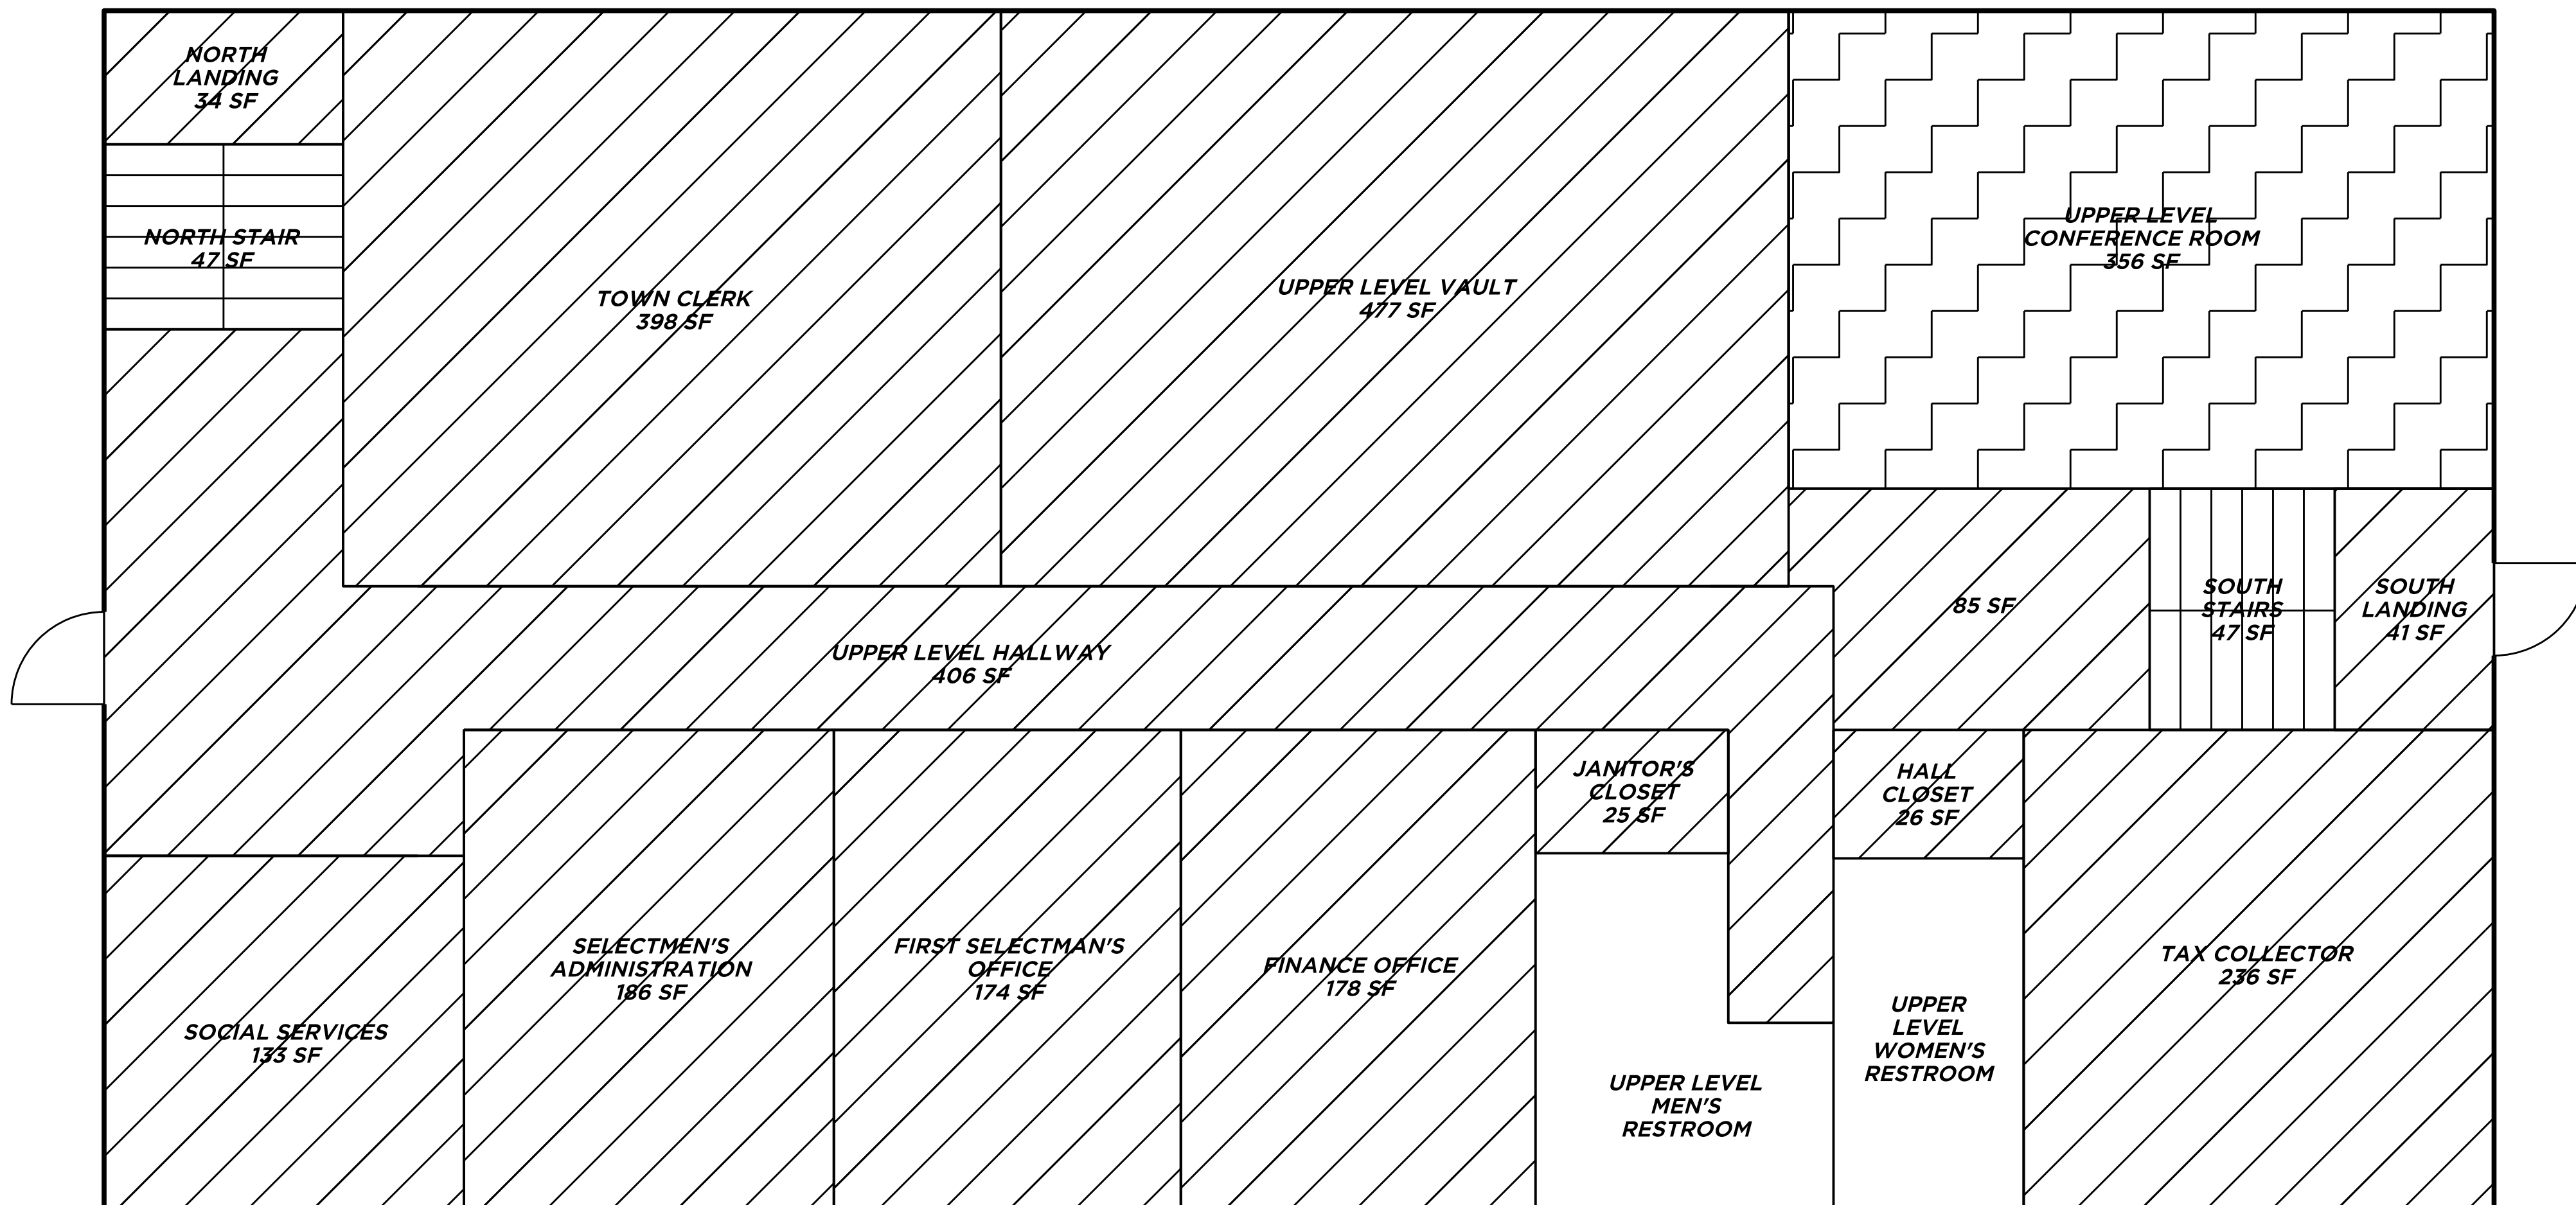 NORTH
LANDING
34 SF
NORTH STAIR
47 SF
TOWN CLERK
398 SF
UPPER LEVEL VAULT
477 SF
UPPER LEVEL
CONFERENCE ROOM
356 SF
UPPER LEVEL HALLWAY
406 SF
85 SF
SOUTH
STAIRS
47 SF
SOUTH
LANDING
41 SF
JANITOR'S
CLOSET
25 SF
HALL
CLOSET
26 SF
SOCIAL SERVICES
133 SF
SELECTMEN'S
ADMINISTRATION
186 SF
FIRST SELECTMAN'S
OFFICE
174 SF
FINANCE OFFICE
178 SF
UPPER LEVEL
MEN'S
RESTROOM
UPPER
LEVEL
WOMEN'S
RESTROOM
TAX COLLECTOR
236 SF